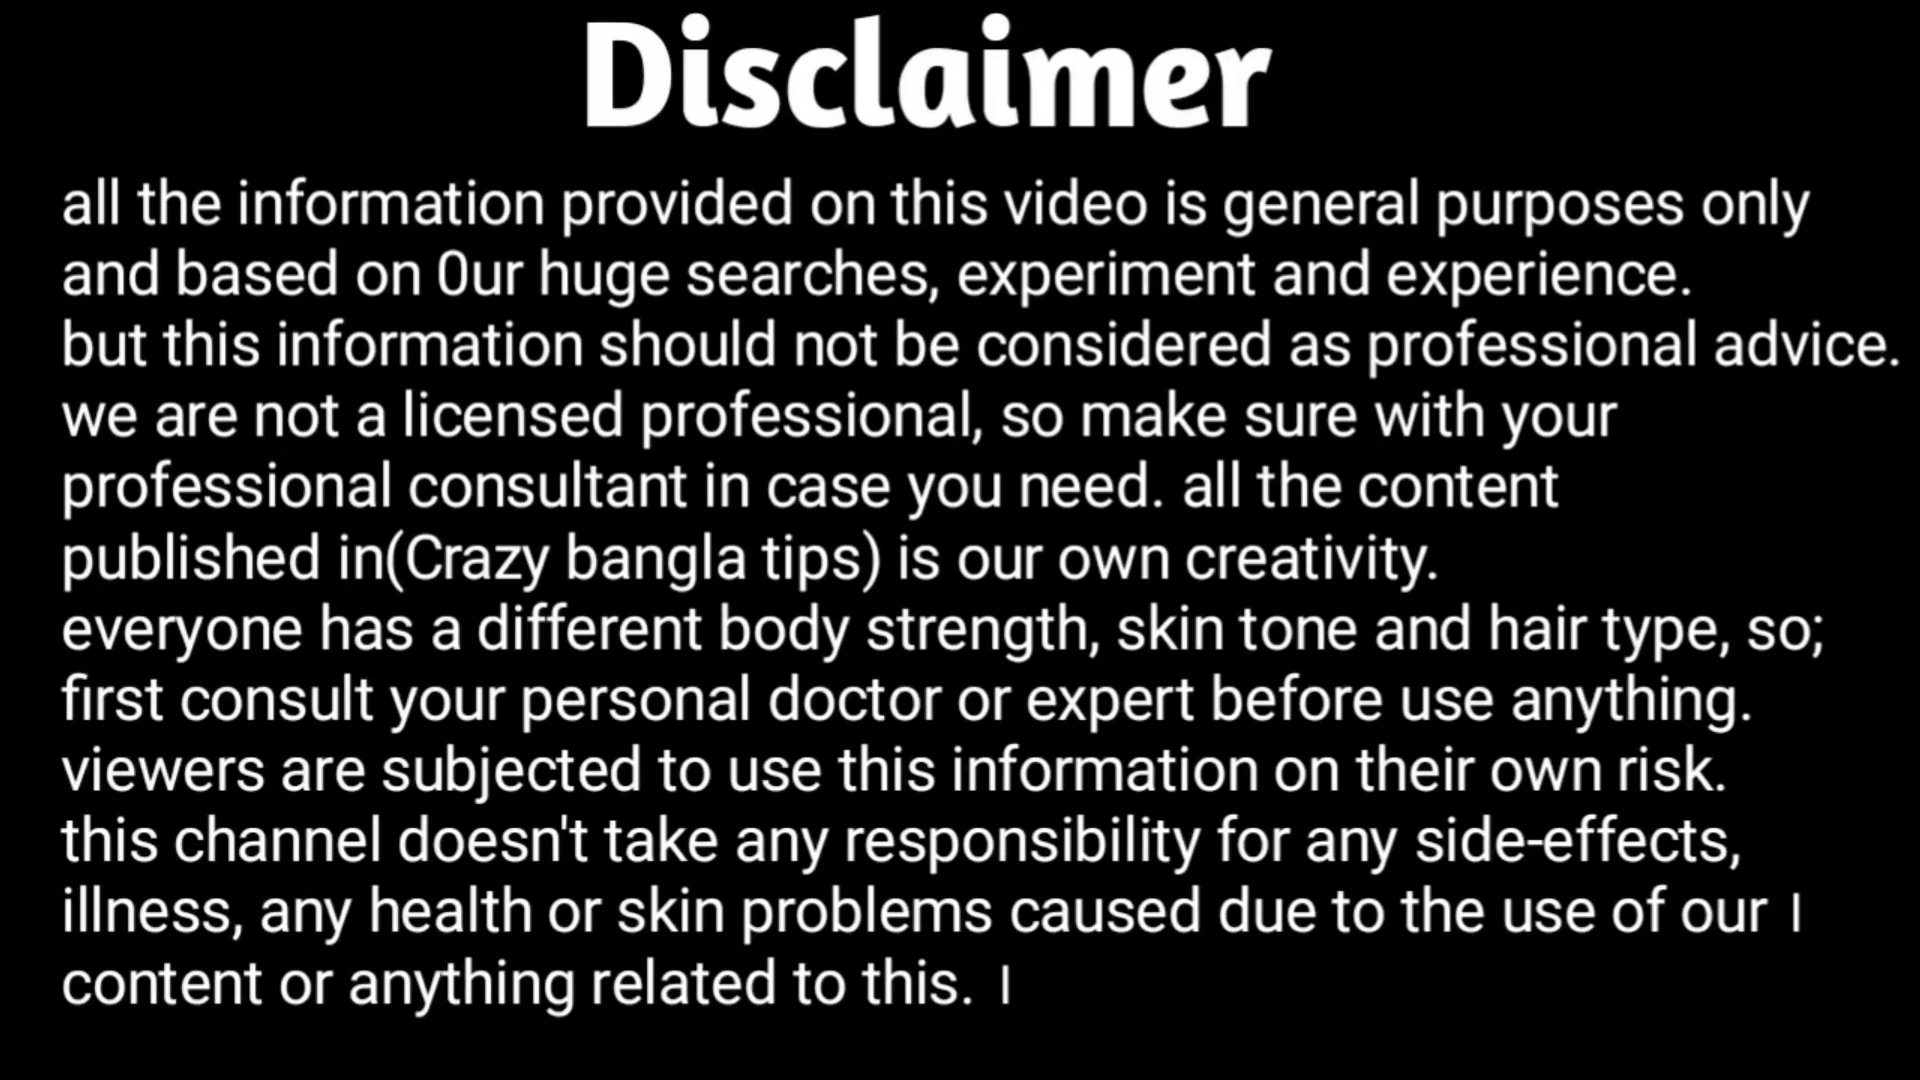 Disclaimer
all the information provided on this video is general purposes only
and based on 0ur huge searches, experiment and experience.
but this information should not be considered as professional advice.
we are not a licensed professional, so make sure with your
professional consultant in case you need. all the content
published in(Crazy bangla tips) is our own creativity.
everyone has a different body strength, skin tone and hair type, so;
first consult your personal doctor or expert before use anything.
viewers are subjected to use this information on their own risk.
this channel doesn't take any responsibility for any side-effects,
illness, any health or skin problems caused due to the use of our ।
content or anything related to this. ।